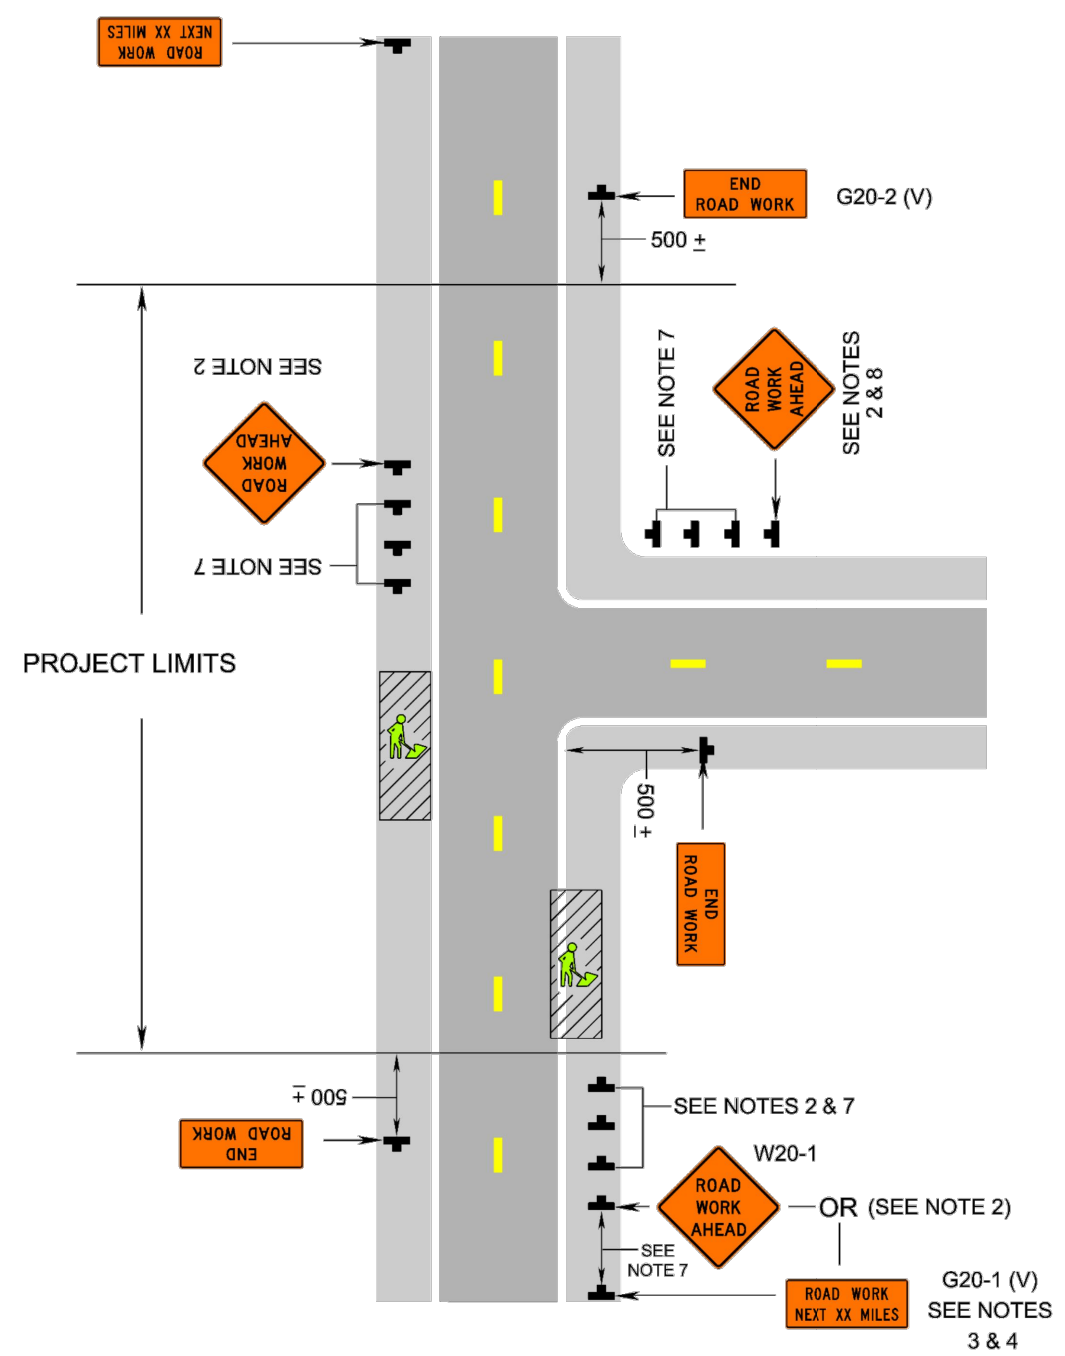 ROAD WORK
NEXT XX MILES
END
ROAD WORK
G20-2 (V)
500 ±
SEE NOTE 2
ROAD
WORK
AHEAD
SEE NOTE 7
SEE NOTE 7
ROAD
WORK
AHEAD
SEE NOTES
2 & 8
PROJECT LIMITS
500 ±
END
ROAD WORK
500 ±
END
ROAD WORK
SEE NOTES 2 & 7
W20-1
ROAD
WORK
AHEAD
OR (SEE NOTE 2)
SEE
NOTE 7
ROAD WORK
NEXT XX MILES
G20-1 (V)
SEE NOTES
3 & 4